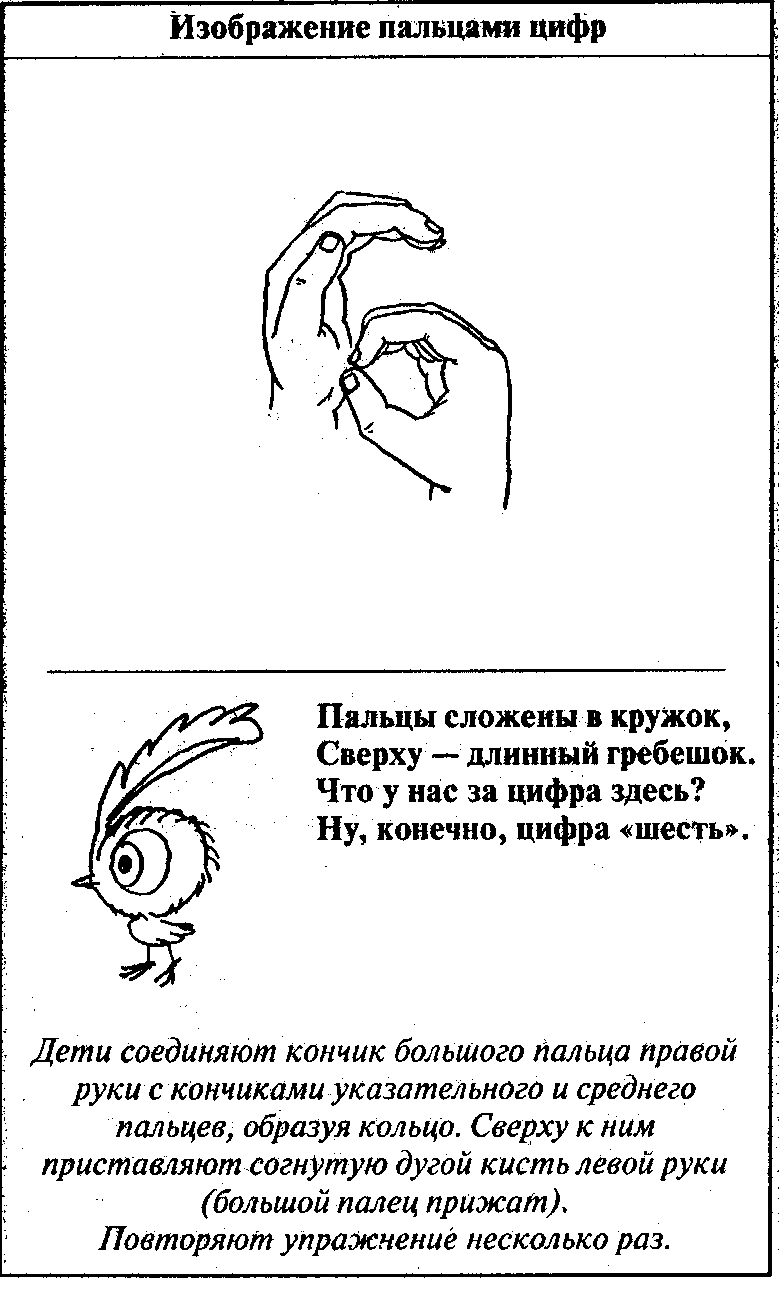 Изображение пальцами цифр
Пальцы сложены в кружок,
Сверху — длинный гребешок.
Что у нас за цифра здесь?
Ну, конечно, цифра «шесть».
Дети соединяют кончик большого пальца правой
руки с кончиками указательного и среднего
пальцев, образуя кольцо. Сверху к ним
приставляют согнутую дугой кисть левой руки
(большой палец прижат).
Повторяют упражнение несколько раз.